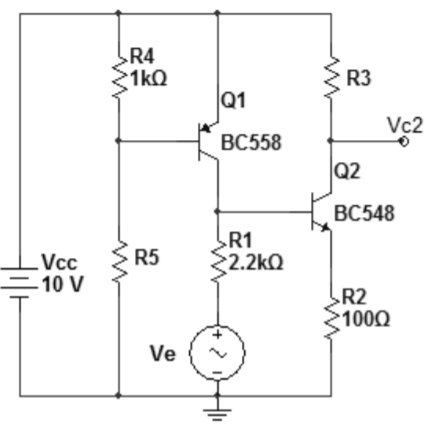 R4
1kΩ
R3
Q1
Vc2
BC558
Q2
BC548
R5
R1
2.2kΩ
Vcc
10 V
R2
100Ω
Ve